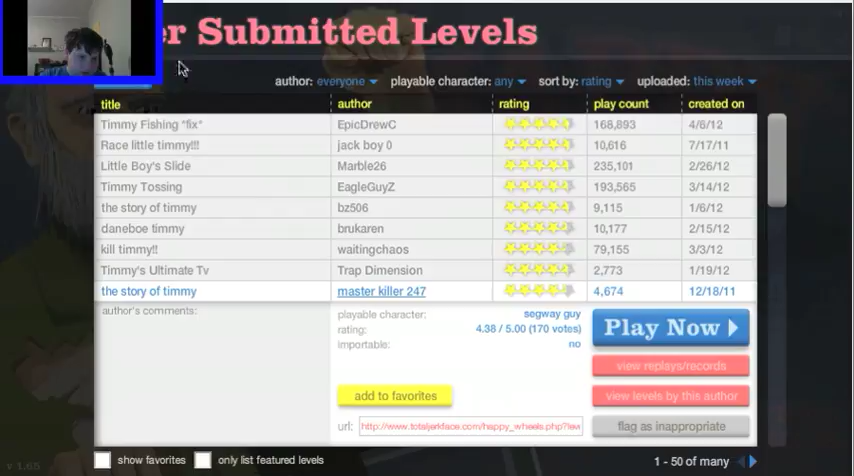 er Submitted Levels
author: everyone playable character: any sort by: rating uploaded: this week
title author rating play count created on
Timmy Fishing *fix* EpicDrewC 168,893 4/6/12
Race little timmy!!! jack boy 0 10,616 7/17/11
Little Boy's Slide Marble26 235,101 2/26/12
Timmy Tossing EagleGuyZ 193,565 3/14/12
the story of timmy bz506 9,115 1/6/12
daneboe timmy brukaren 10,177 2/15/12
kill timmy!! waitingchaos 79,155 3/3/12
Timmy's Ultimate Tv Trap Dimension 2,773 1/19/12
the story of timmy master killer 247 4,674 12/18/11
author's comments:
playable character: segway guy
rating: 4.38 / 5.00 (170 votes)
importable: no
Play Now
view replays/records
add to favorites
view levels by this author
url: http://www.totaljerkface.com/happy_wheels.php?lev
flag as inappropriate
show favorites only list featured levels 1 - 50 of many
v 1.65